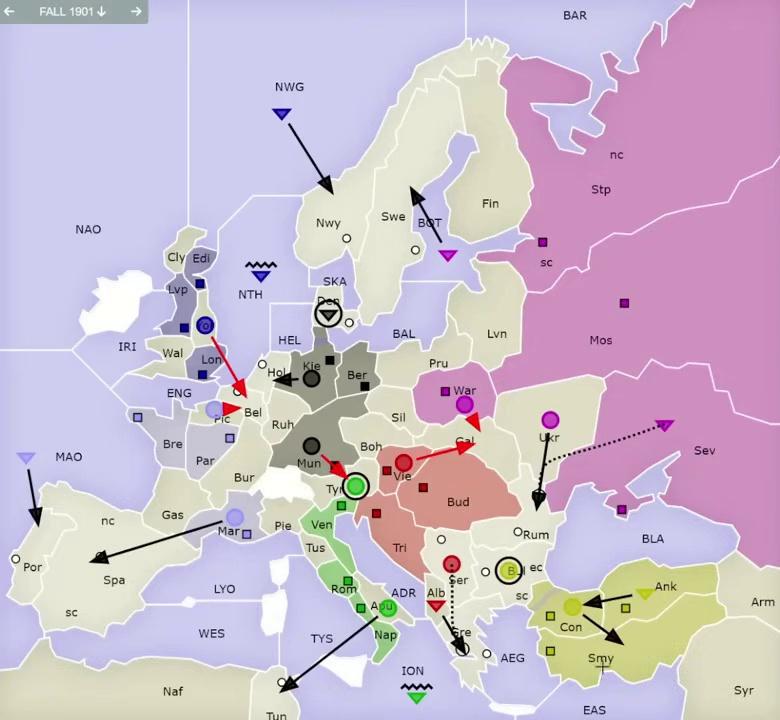 ← FALL 1901 ↓ →
BAR
NWG
nc
Stp
Fin
Nwy
Swe
BOT
NAO
Cly
Edi
sc
SKA
NTH
Den
Lvp
Mos
IRI
HEL
BAL
Lvn
Wal
Lon
Kie
Ber
Pru
Hol
ENG
War
Bel
Pic
Sil
Gal
Ukr
Ruh
Bre
Boh
Sev
Par
Mun
MAO
Vie
Bur
Tyr
Bud
nc
Gas
Ven
Rum
Mar
Pie
BLA
Por
Tus
Tri
ec
Spa
Ser
Ank
LYO
Rom
ADR
Alb
sc
Arm
sc
Apu
Con
WES
Nap
Gre
TYS
AEG
Smy
ION
Naf
Syr
Tun
EAS